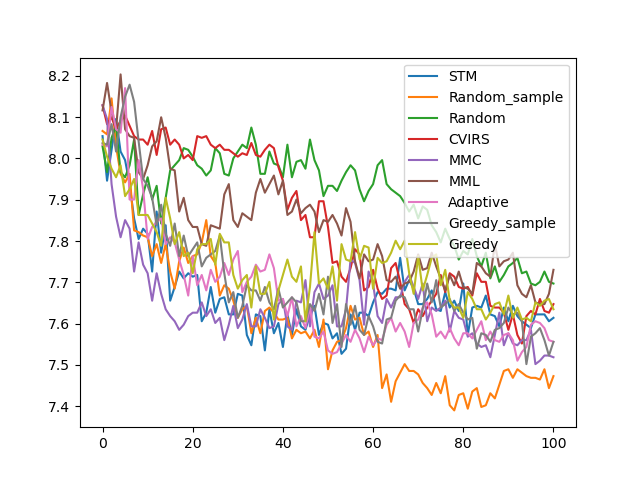 8.2
8.1
8.0
7.9
7.8
7.7
7.6
7.5
7.4
0 20 40 60 80 100
STM
Random_sample
Random
CVIRS
MMC
MML
Adaptive
Greedy_sample
Greedy